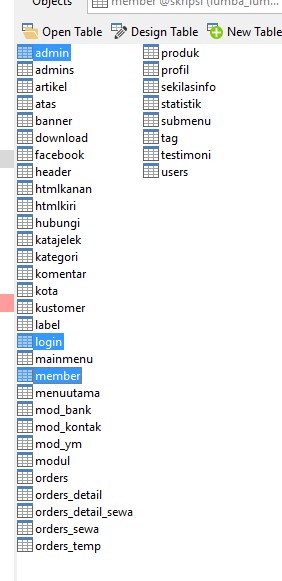 Objects
member @skripsi (lumba_lum...
Open Table Design Table New Table
admin
admins
artikel
atas
banner
download
facebook
header
htmlkanan
htmlkiri
hubungi
katajelek
kategori
komentar
kota
kustomer
label
login
mainmenu
member
menuutama
mod_bank
mod_kontak
mod_ym
modul
orders
orders_detail
orders_detail_sewa
orders_sewa
orders_temp
produk
profil
sekilasinfo
statistik
submenu
tag
testimoni
users